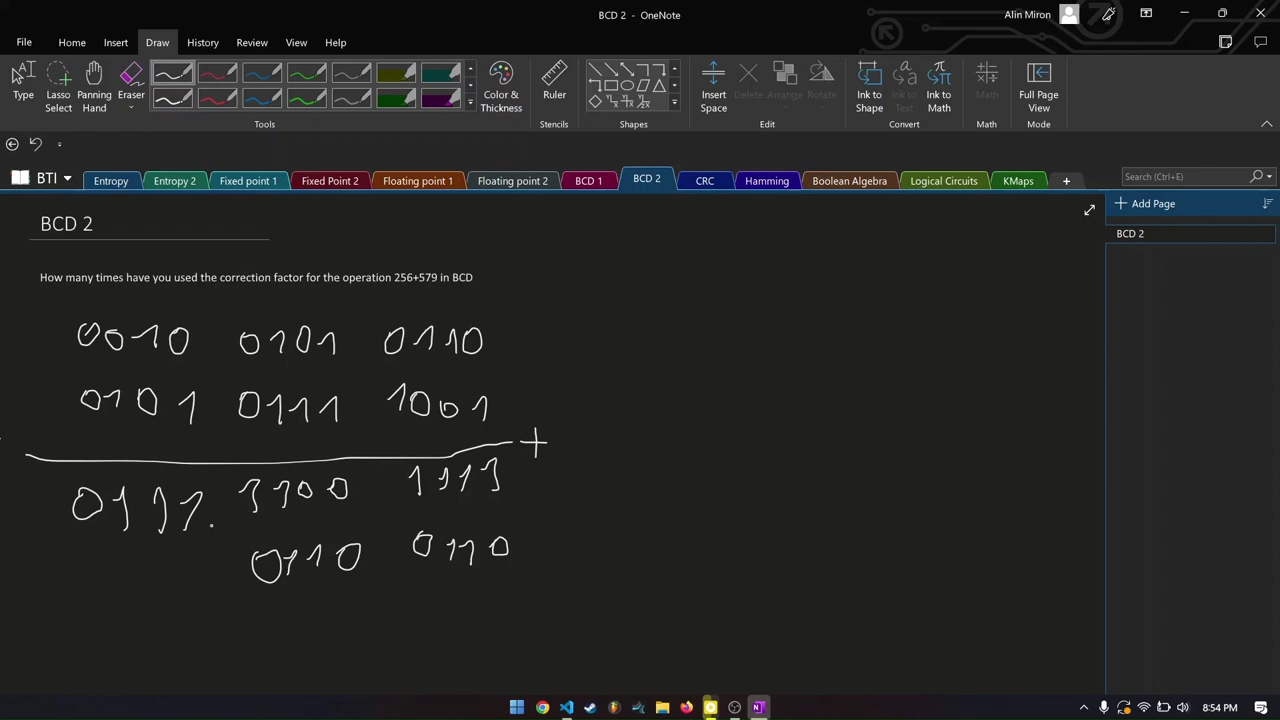 BCD 2 - OneNote
Alin Miron
File Home Insert Draw History Review View Help
Type Lasso Select Panning Hand Eraser Color & Thickness Ruler Insert Space Delete Arrange Rotate Ink to Shape Ink to Text Ink to Math Math Full Page View
Tools Stencils Shapes Edit Convert Math Mode
BTI Entropy Entropy 2 Fixed point 1 Fixed Point 2 Floating point 1 Floating point 2 BCD 1 BCD 2 CRC Hamming Boolean Algebra Logical Circuits KMaps + Search (Ctrl+E)
Add Page
BCD 2
BCD 2
How many times have you used the correction factor for the operation 256+579 in BCD
0010 0101 0110
0101 0111 1001
+
0111 1100 1111
0110 0110
8:54 PM